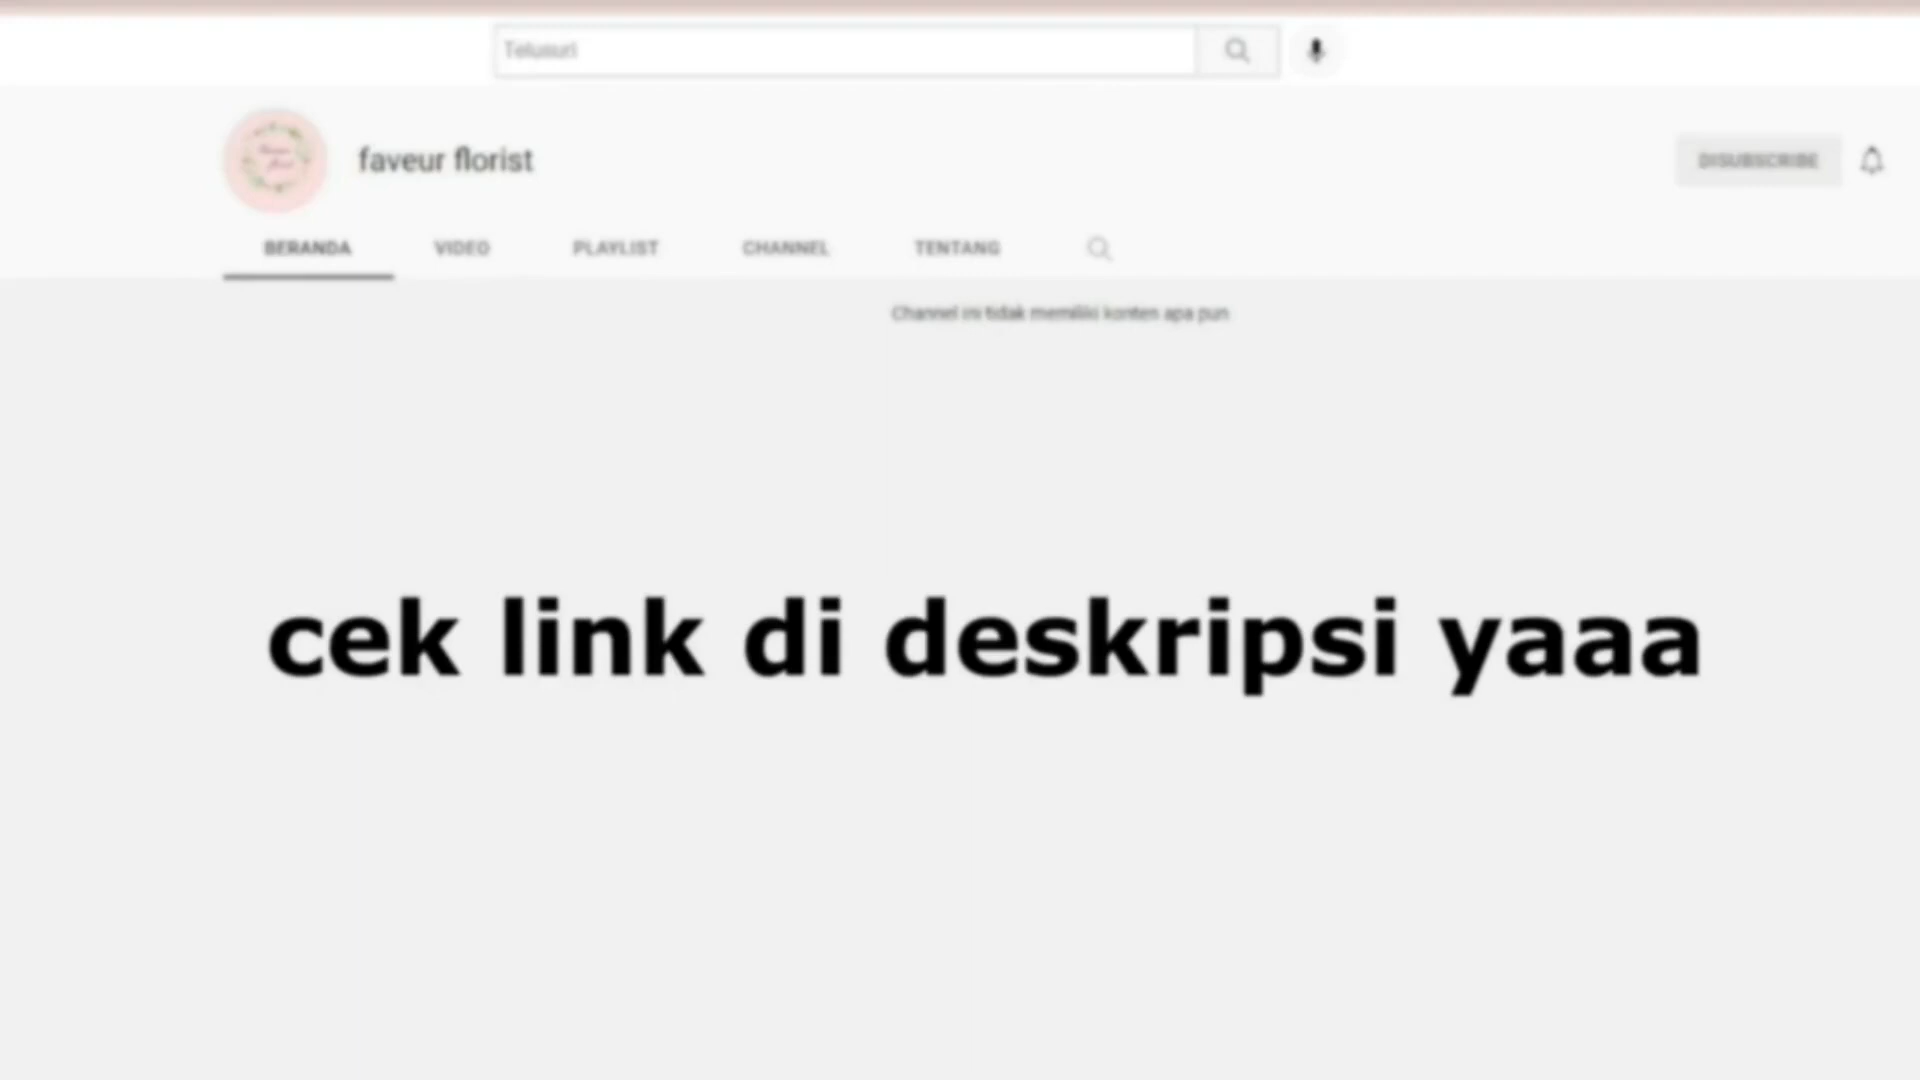 Telusuri
faveur florist
DISUBSCRIBE
BERANDA VIDEO PLAYLIST CHANNEL TENTANG
Channel ini tidak memiliki konten apa pun
cek link di deskripsi yaaa